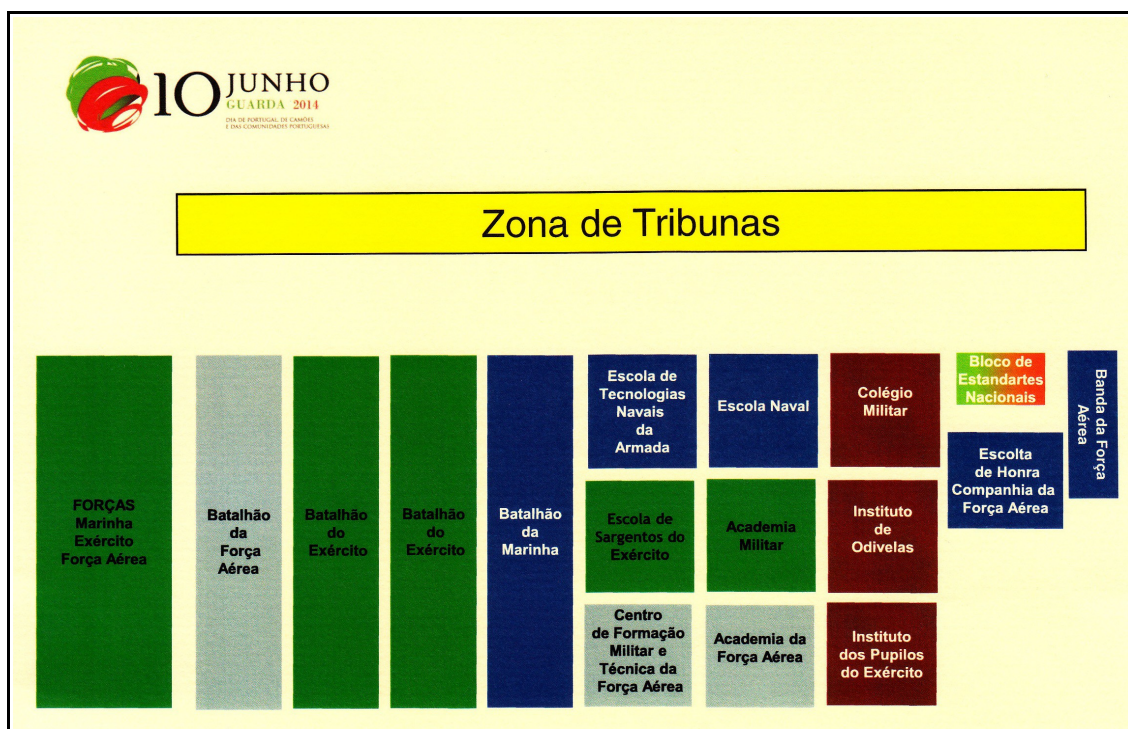 10 JUNHO
GUARDA 2014
DIA DE PORTUGAL, DE CAMÕES
E DAS COMUNIDADES PORTUGUESAS
Zona de Tribunas
FORÇAS
Marinha
Exército
Força Aérea
Batalhão
da
Força
Aérea
Batalhão
do
Exército
Batalhão
do
Exército
Batalhão
da
Marinha
Escola de
Tecnologias
Navais
da
Armada
Escola Naval
Colégio
Militar
Bloco de
Estandartes
Nacionais
Banda da Força
Aérea
Escolta
de Honra
Companhia da
Força Aérea
Escola de
Sargentos do
Exército
Academia
Militar
Instituto
de
Odivelas
Centro
de Formação
Militar e
Técnica da
Força Aérea
Academia da
Força Aérea
Instituto
dos Pupilos
do Exército